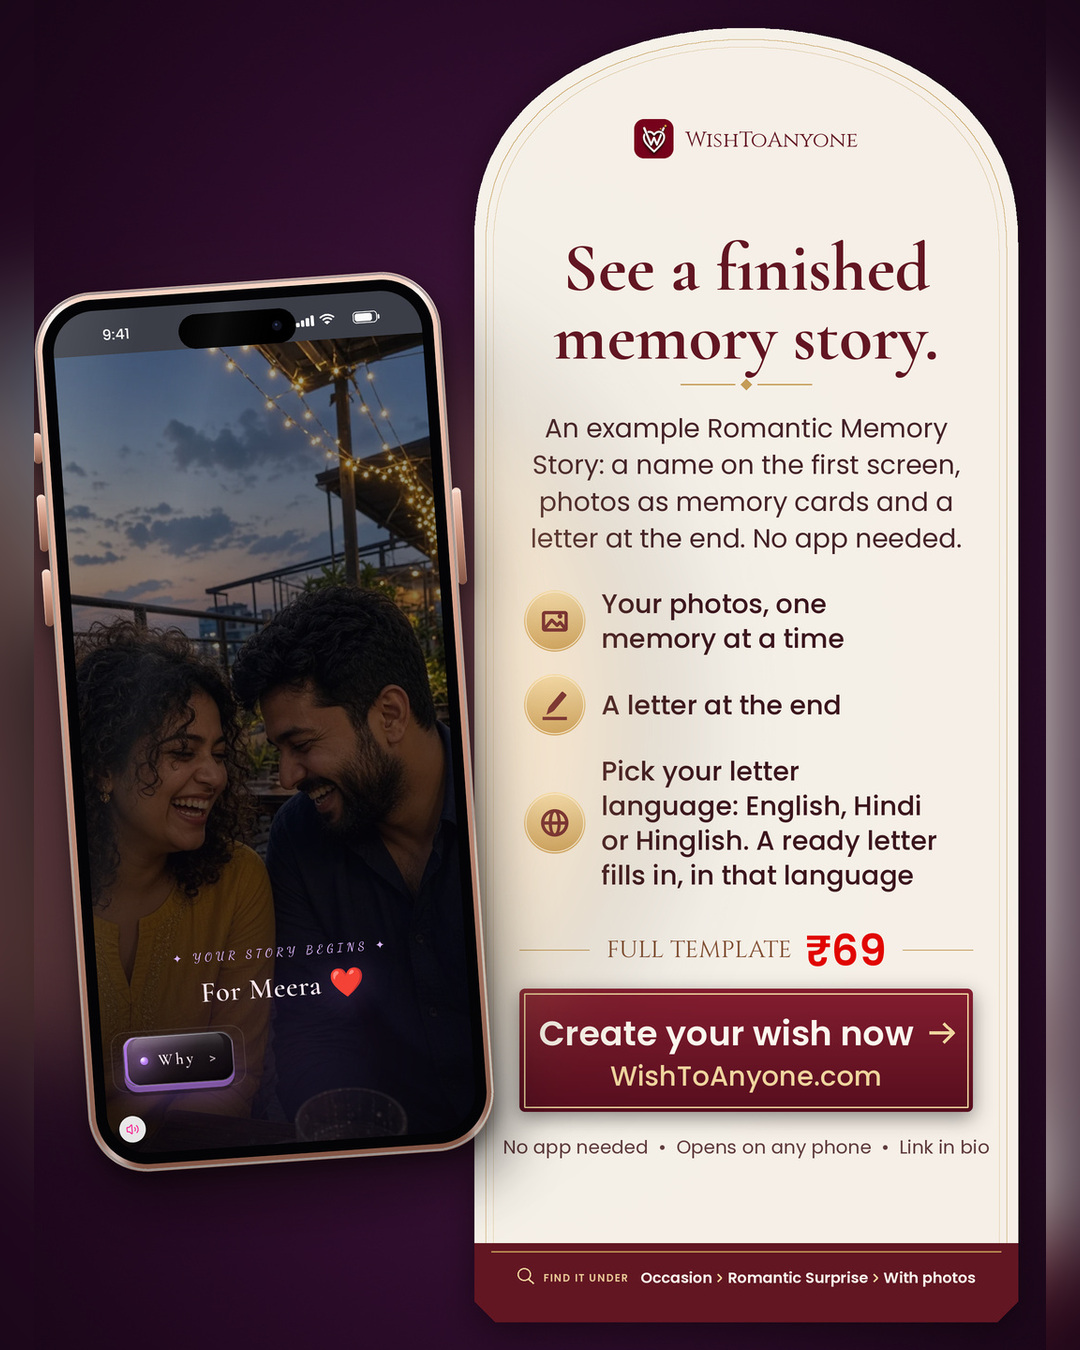 WishToAnyone
See a finished
memory story.
An example Romantic Memory
Story: a name on the first screen,
photos as memory cards and a
letter at the end. No app needed.
Your photos, one
memory at a time
A letter at the end
Pick your letter
language: English, Hindi
or Hinglish. A ready letter
fills in, in that language
FULL TEMPLATE ₹69
Create your wish now →
WishToAnyone.com
No app needed • Opens on any phone • Link in bio
FIND IT UNDER Occasion > Romantic Surprise > With photos
9:41
✦ YOUR STORY BEGINS ✦
For Meera ❤️
Why >